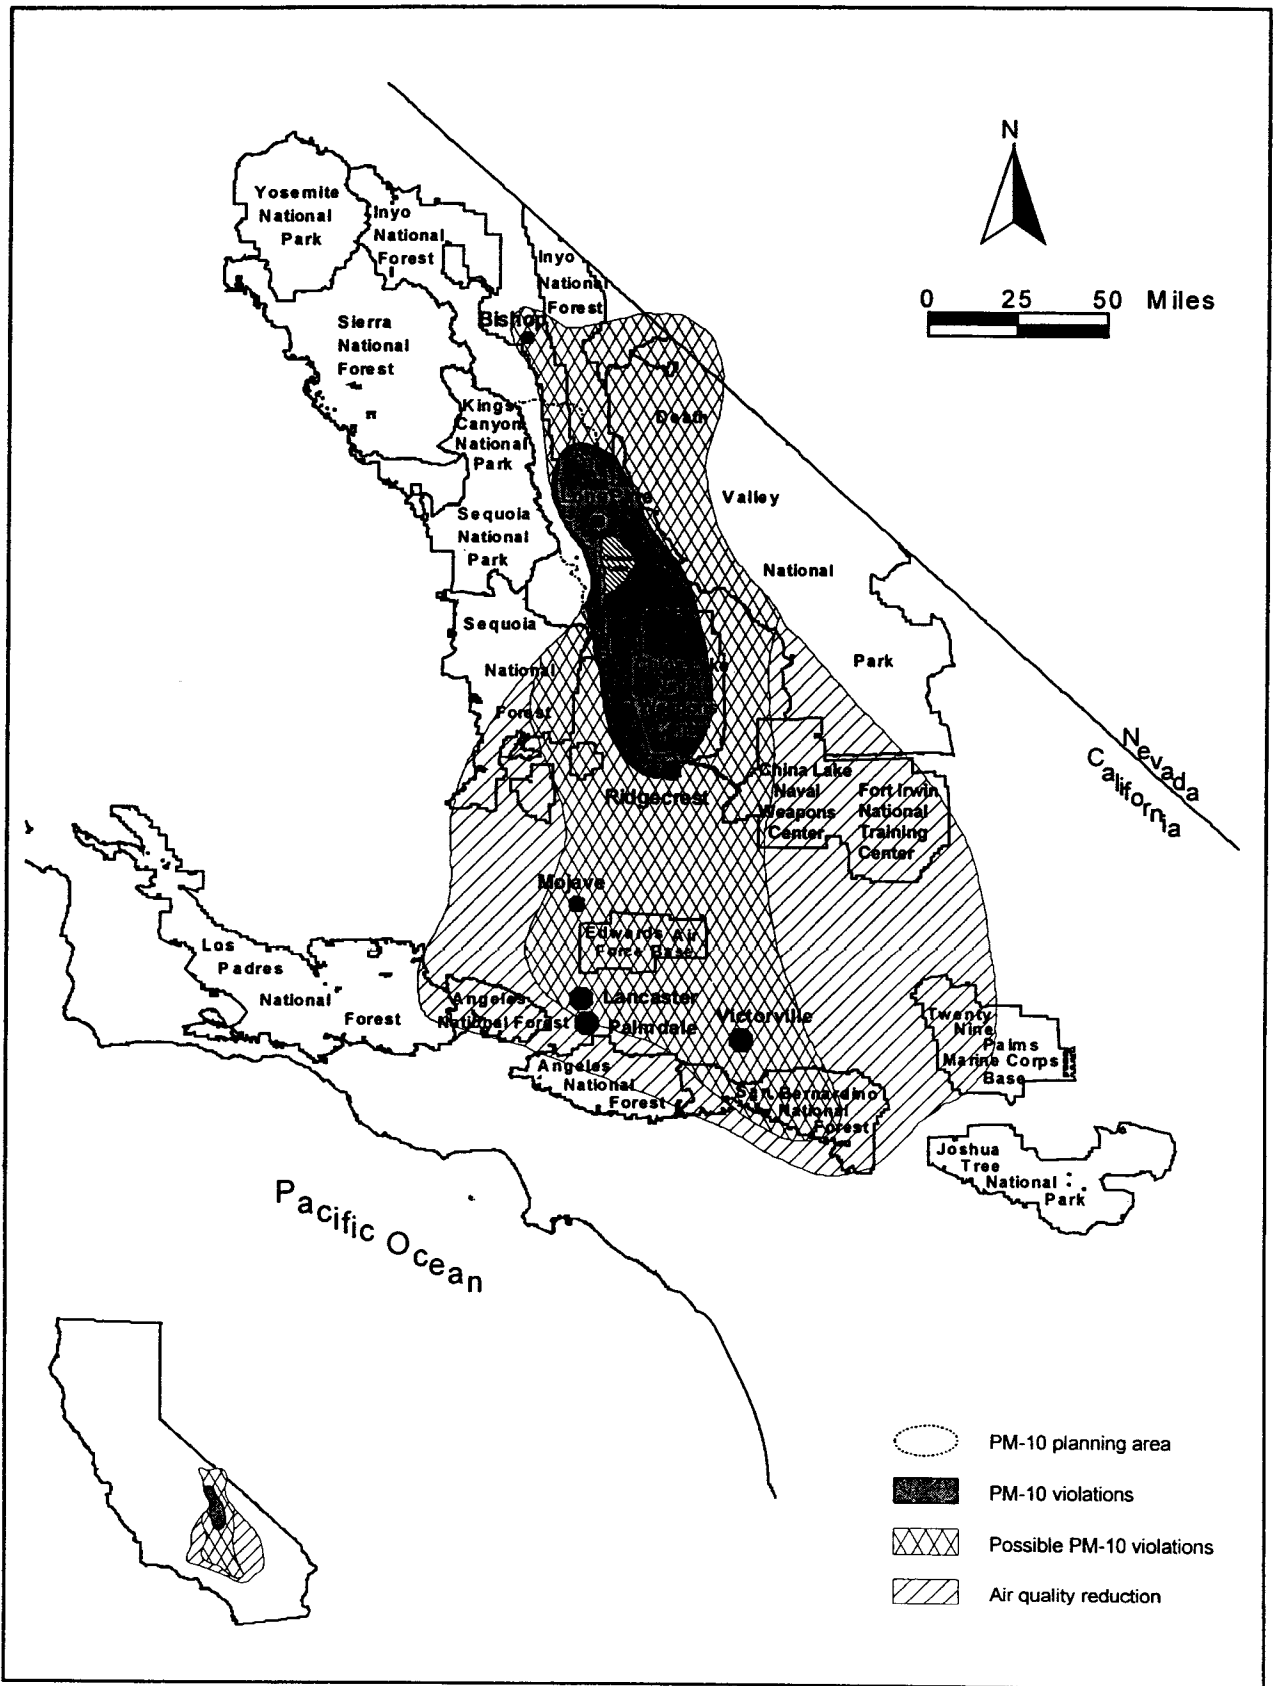 N
0 25 50 Miles
Yosemite
National
Park
Inyo
National
Forest
Inyo
National
Forest
Bishop
Sierra
National
Forest
Kings
Canyon
National
Park
Death
Valley
National
Park
Lone Pine
Sequoia
National
Park
Sequoia
National
Forest
Nevada
California
China Lake
Naval
Weapons
Center
Fort Irwin
National
Training
Center
Ridgecrest
Mojave
Edwards Air
Force Base
Los
Padres
National
Forest
Angeles
National Forest
Lancaster
Palmdale
Victorville
Twenty
Nine
Palms
Marine Corps
Base
Angeles
National
Forest
San Bernardino
National
Forest
Joshua
Tree
National
Park
Pacific Ocean
PM-10 planning area
PM-10 violations
Possible PM-10 violations
Air quality reduction